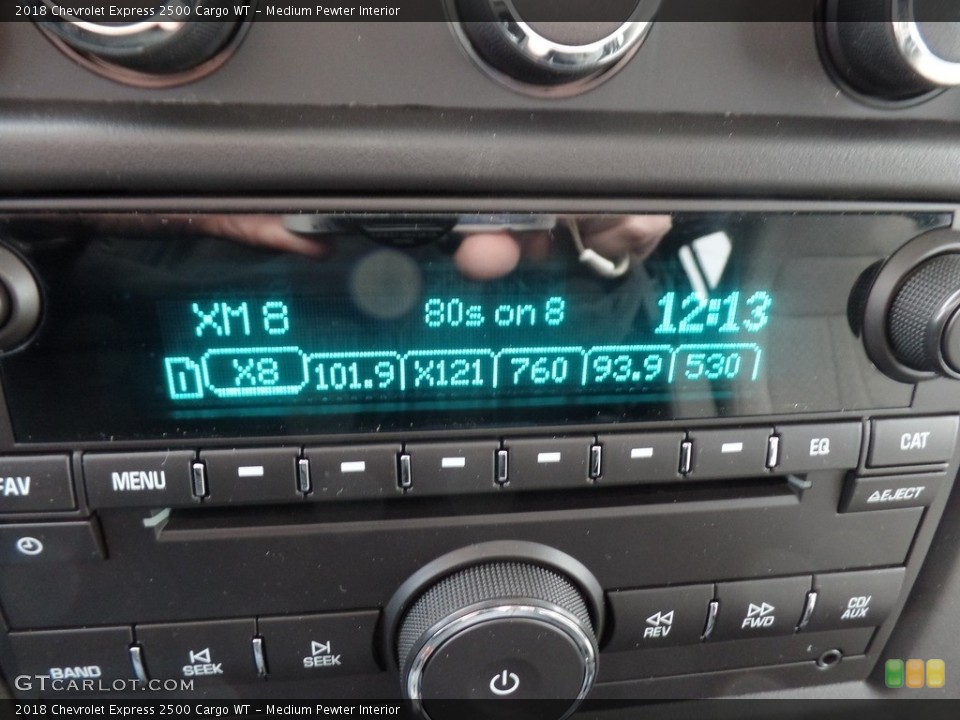 2018 Chevrolet Express 2500 Cargo WT - Medium Pewter Interior
XM 8 80s on 8 12:13
1 X8 101.9 X121 760 93.9 530
FAV MENU EQ CAT
EJECT
REV FWD CD/AUX
BAND SEEK SEEK
GTCARLOT.COM
2018 Chevrolet Express 2500 Cargo WT - Medium Pewter Interior